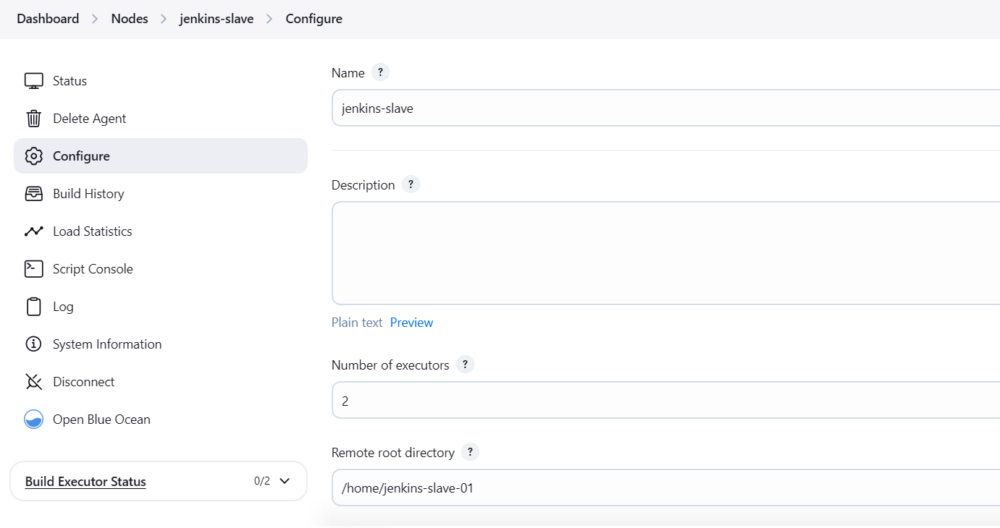 Dashboard > Nodes > jenkins-slave > Configure
Status
Delete Agent
Configure
Build History
Load Statistics
Script Console
Log
System Information
Disconnect
Open Blue Ocean
Build Executor Status 0/2
Name ?
jenkins-slave
Description ?
Plain text Preview
Number of executors ?
2
Remote root directory ?
/home/jenkins-slave-01